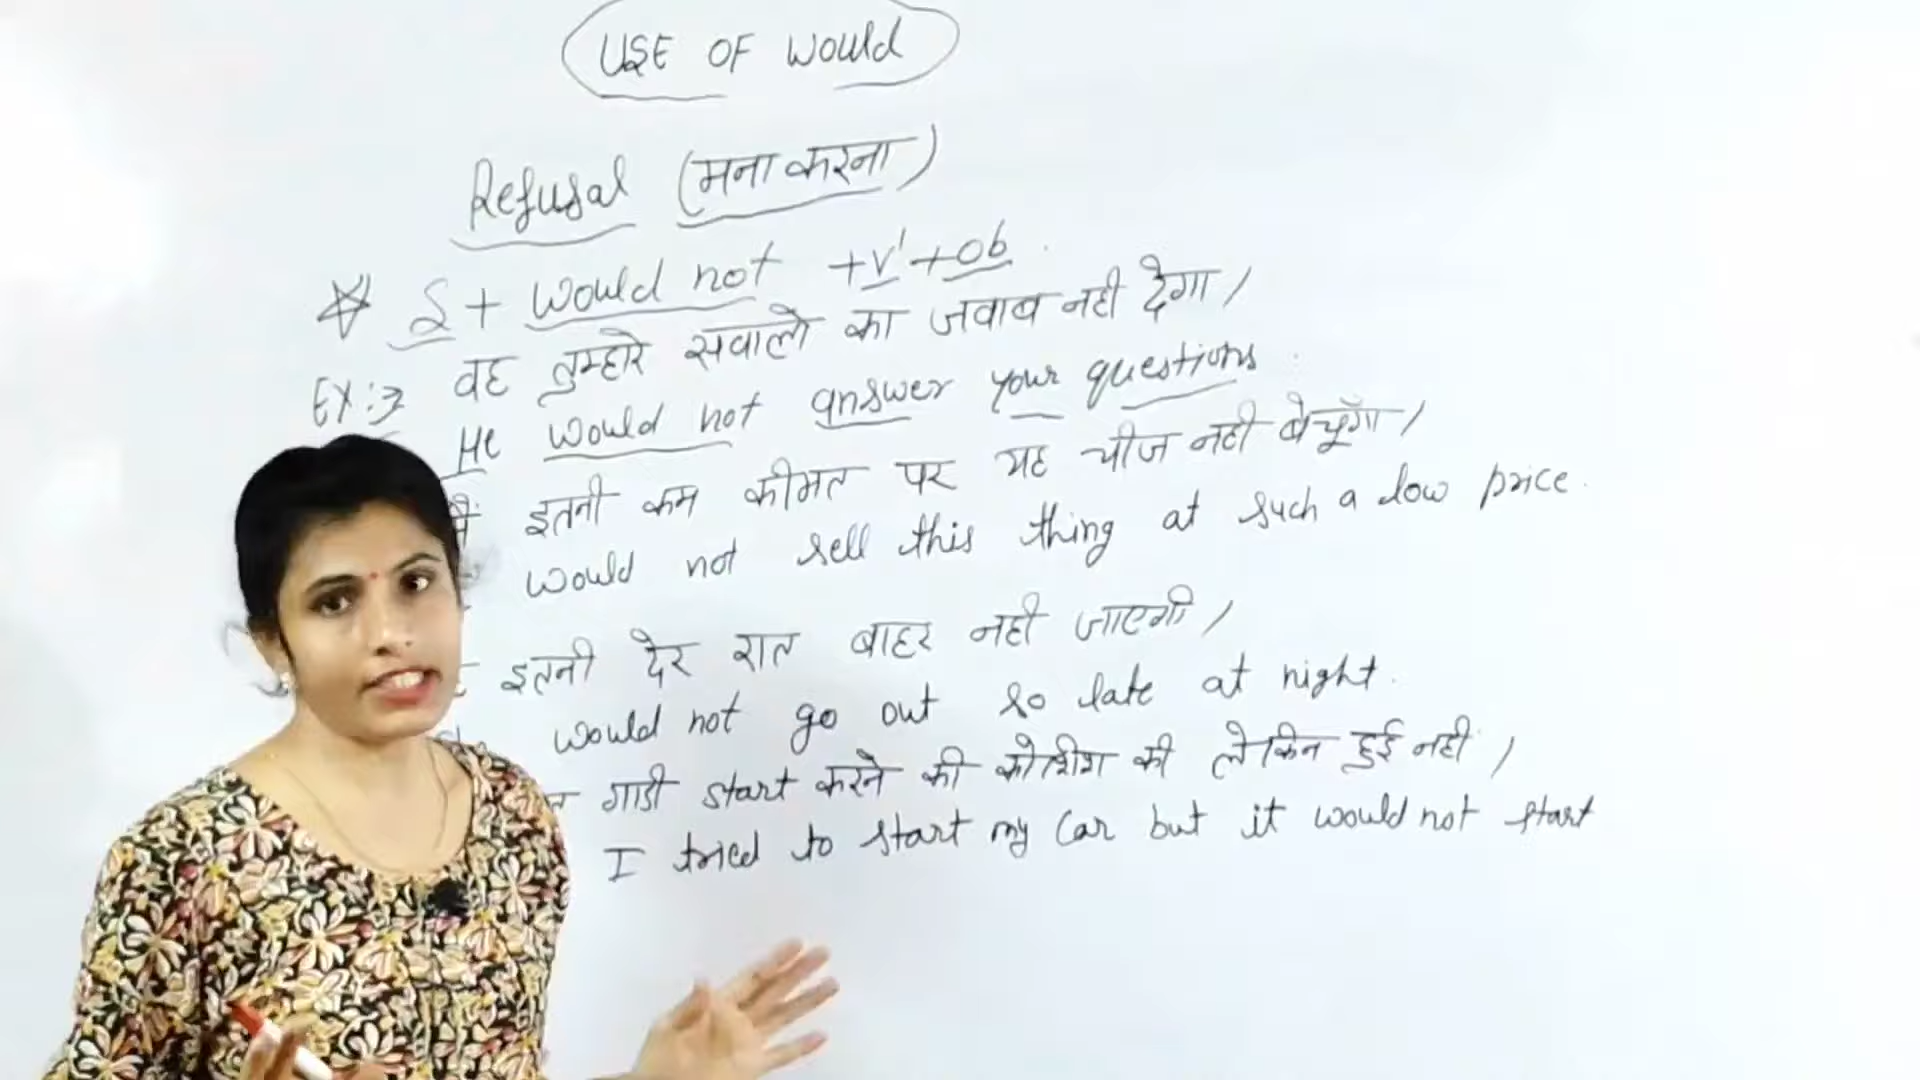 USE OF Would
Refusal (मना करना)
S + would not + V' + ob.
वह तुम्हारे सवालो का जवाब नही देगा।
Ex:⇒
He would not answer your questions.
इतनी कम कीमत पर यह चीज नही बेचूँगा।
would not sell this thing at such a low price.
इतनी देर रात बाहर नही जाएगी।
would not go out so late at night.
गाडी start करने की कोशीश की लेकिन हुई नही।
I tried to start my car but it would not start